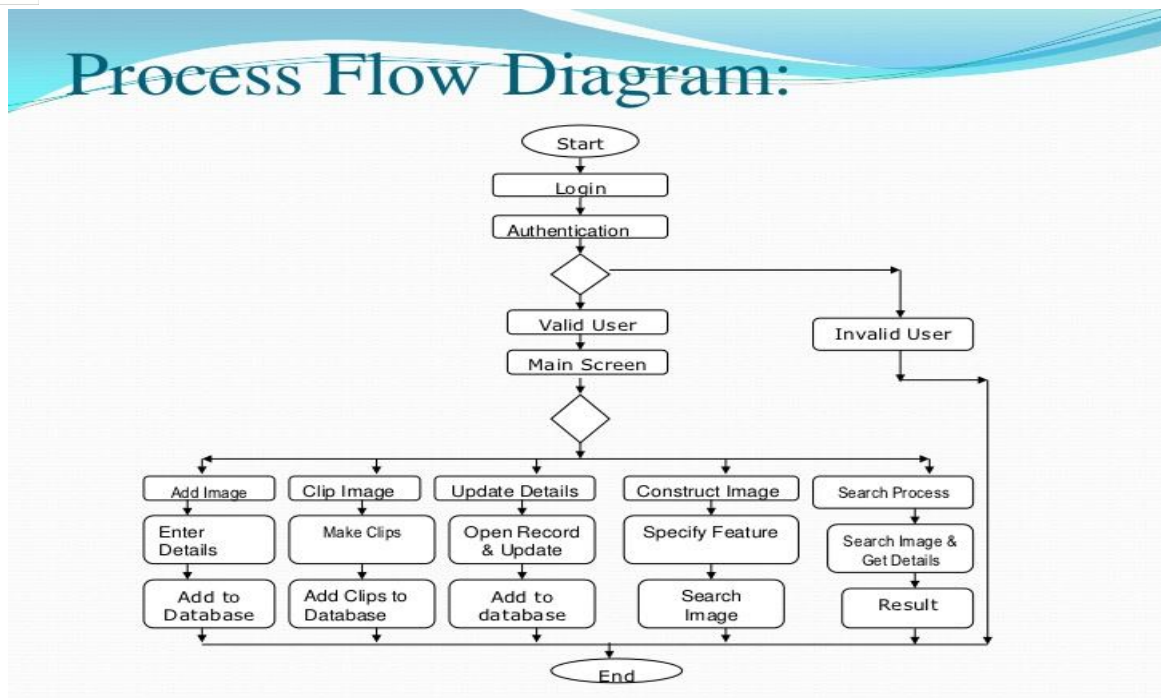 Process Flow Diagram:
Start
Login
Authentication
Valid User
Invalid User
Main Screen
Add Image
Clip Image
Update Details
Construct Image
Search Process
Enter
Details
Make Clips
Open Record
& Update
Specify Feature
Search Image &
Get Details
Add to
Database
Add Clips to
Database
Add to
database
Search
Image
Result
End